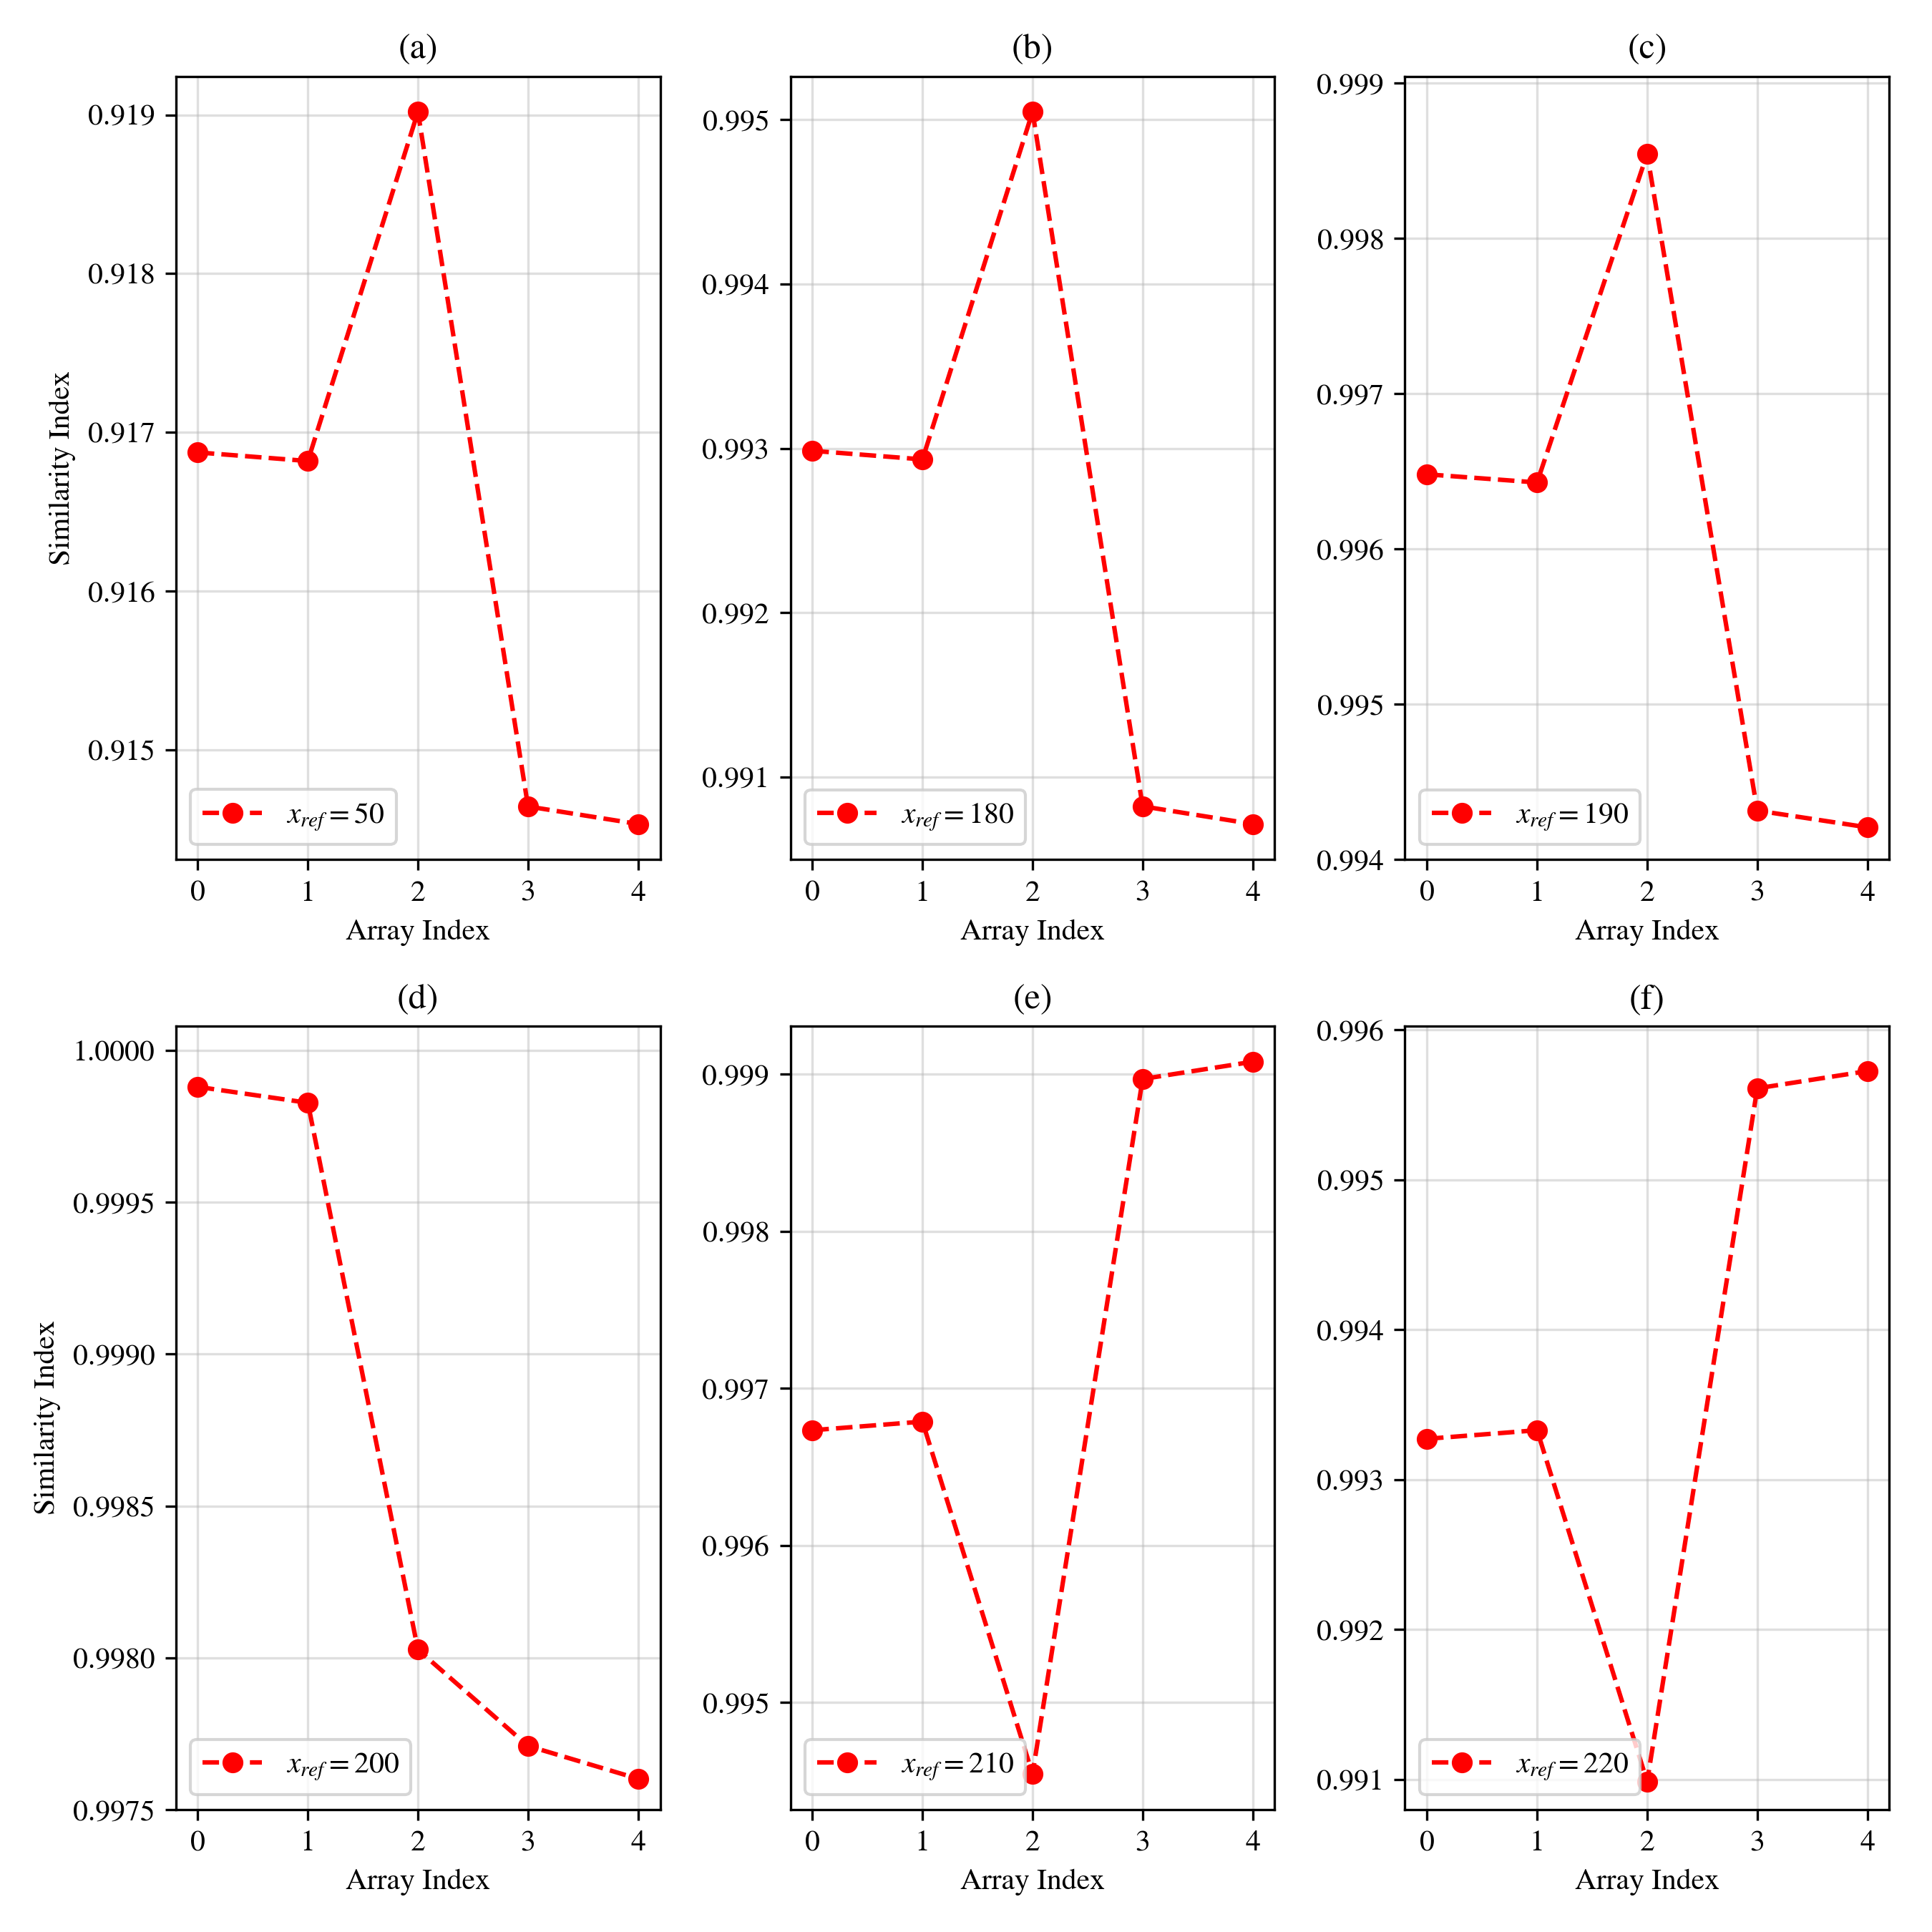 (a)
0.919
0.918
0.917
0.916
0.915
Similarity Index
x_ref = 50
0 1 2 3 4
Array Index
(b)
0.995
0.994
0.993
0.992
0.991
x_ref = 180
0 1 2 3 4
Array Index
(c)
0.999
0.998
0.997
0.996
0.995
0.994
x_ref = 190
0 1 2 3 4
Array Index
(d)
1.0000
0.9995
0.9990
0.9985
0.9980
0.9975
Similarity Index
x_ref = 200
0 1 2 3 4
Array Index
(e)
0.999
0.998
0.997
0.996
0.995
x_ref = 210
0 1 2 3 4
Array Index
(f)
0.996
0.995
0.994
0.993
0.992
0.991
x_ref = 220
0 1 2 3 4
Array Index